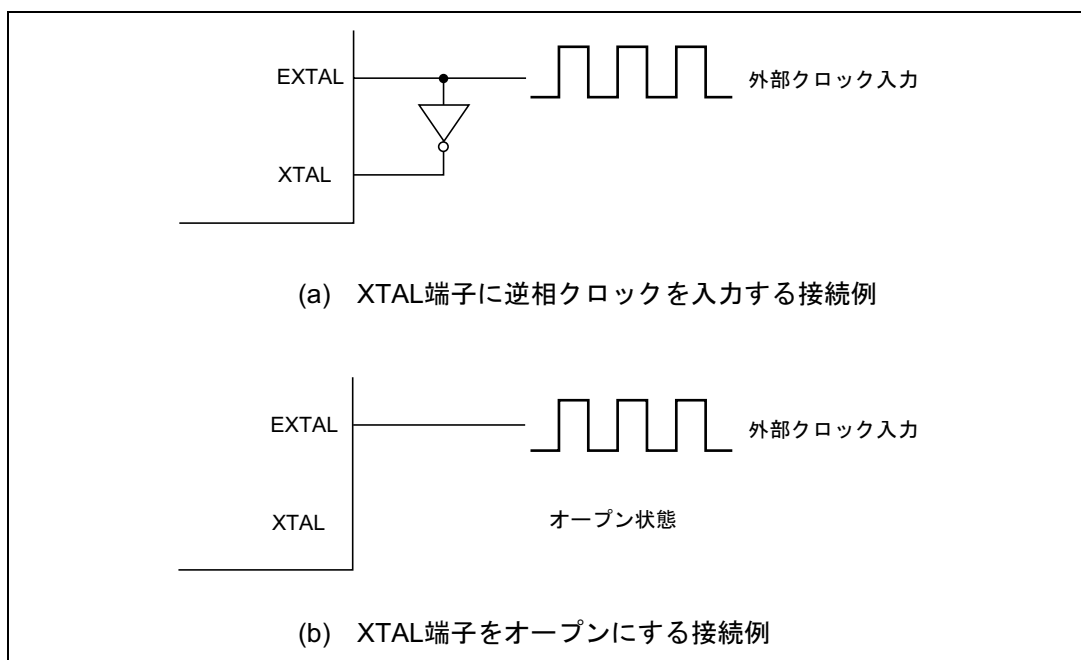 EXTAL
外部クロック入力
XTAL
(a) XTAL端子に逆相クロックを入力する接続例
EXTAL
外部クロック入力
XTAL
オープン状態
(b) XTAL端子をオープンにする接続例